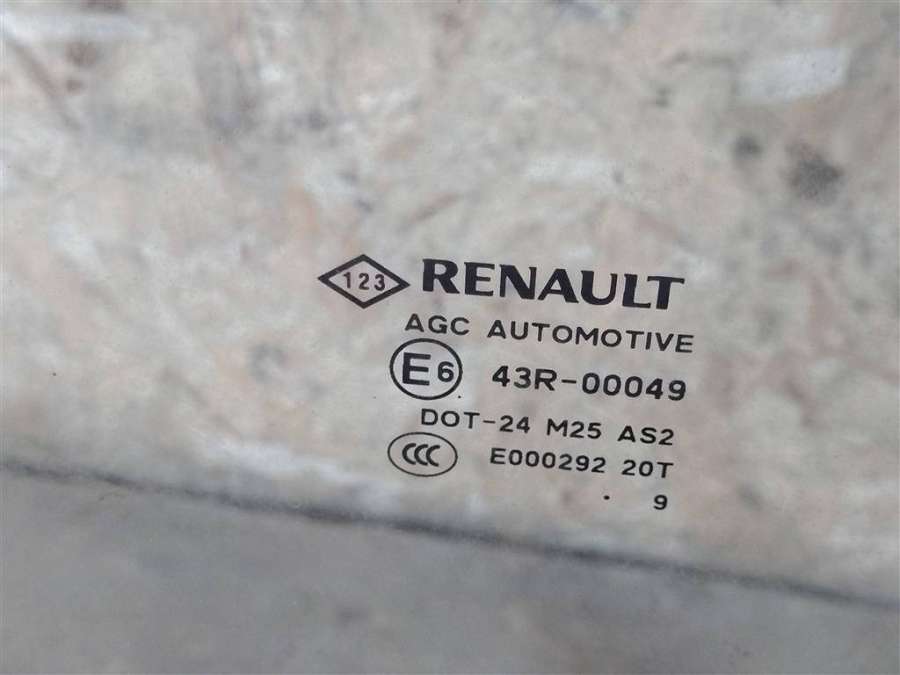 123 RENAULT
AGC AUTOMOTIVE
E6 43R-00049
DOT-24 M25 AS2
CCC E000292 20T
. 9